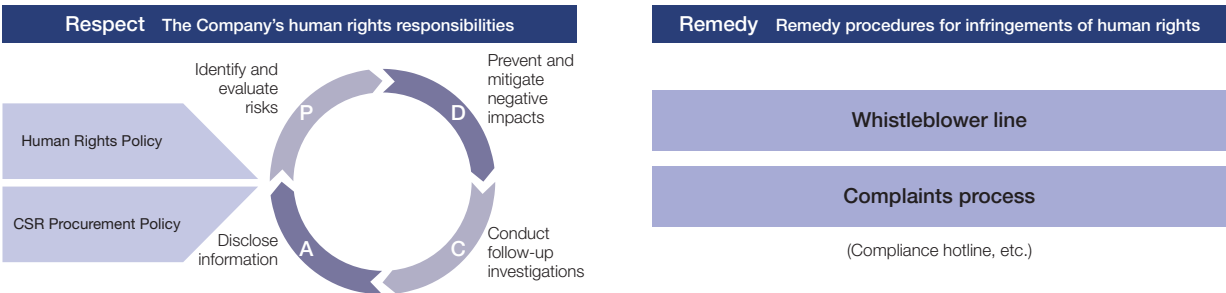 Respect The Company’s human rights responsibilities
Identify and
evaluate
risks
Prevent and
mitigate
negative
impacts
P
D
Human Rights Policy
CSR Procurement Policy
Disclose
information
A
C
Conduct
follow-up
investigations
Remedy Remedy procedures for infringements of human rights
Whistleblower line
Complaints process
(Compliance hotline, etc.)